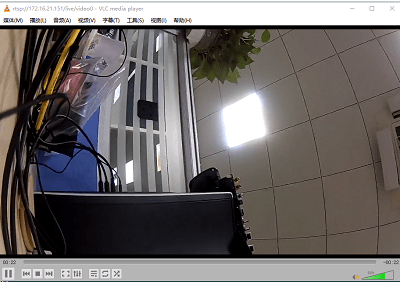 rtsp://172.16.21.151/live/video0 - VLC media player
媒体(M) 播放(L) 音频(A) 视频(V) 字幕(T) 工具(S) 视图(I) 帮助(H)
00:22
-00:22